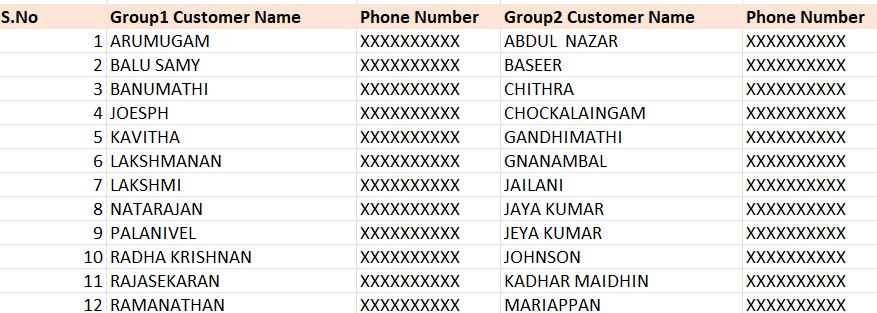 S.No Group1 Customer Name Phone Number Group2 Customer Name Phone Number
1 ARUMUGAM XXXXXXXXXX ABDUL  NAZAR XXXXXXXXXX
2 BALU SAMY XXXXXXXXXX BASEER XXXXXXXXXX
3 BANUMATHI XXXXXXXXXX CHITHRA XXXXXXXXXX
4 JOESPH XXXXXXXXXX CHOCKALAINGAM XXXXXXXXXX
5 KAVITHA XXXXXXXXXX GANDHIMATHI XXXXXXXXXX
6 LAKSHMANAN XXXXXXXXXX GNANAMBAL XXXXXXXXXX
7 LAKSHMI XXXXXXXXXX JAILANI XXXXXXXXXX
8 NATARAJAN XXXXXXXXXX JAYA KUMAR XXXXXXXXXX
9 PALANIVEL XXXXXXXXXX JEYA KUMAR XXXXXXXXXX
10 RADHA KRISHNAN XXXXXXXXXX JOHNSON XXXXXXXXXX
11 RAJASEKARAN XXXXXXXXXX KADHAR MAIDHIN XXXXXXXXXX
12 RAMANATHAN XXXXXXXXXX MARIAPPAN XXXXXXXXXX